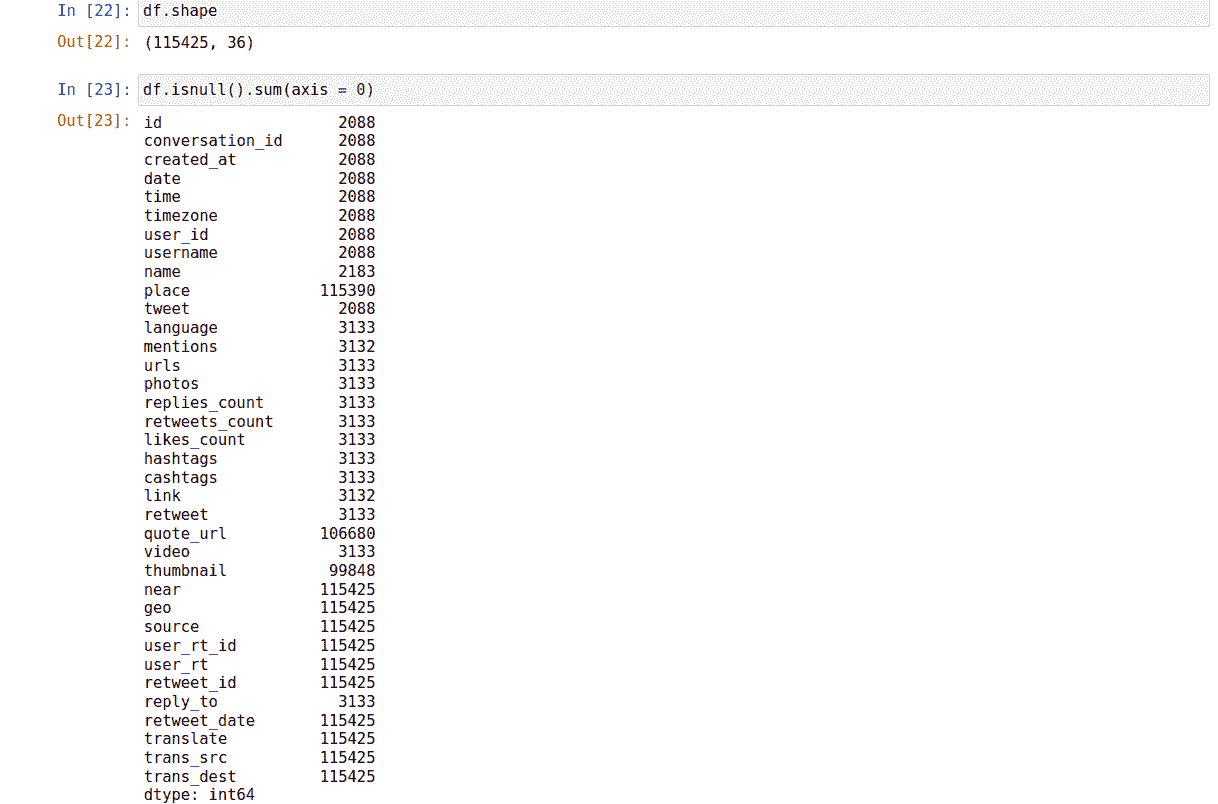 In [22]: df.shape
Out[22]: (115425, 36)
In [23]: df.isnull().sum(axis = 0)
Out[23]: id 2088
conversation_id 2088
created_at 2088
date 2088
time 2088
timezone 2088
user_id 2088
username 2088
name 2183
place 115390
tweet 2088
language 3133
mentions 3132
urls 3133
photos 3133
replies_count 3133
retweets_count 3133
likes_count 3133
hashtags 3133
cashtags 3133
link 3132
retweet 3133
quote_url 106680
video 3133
thumbnail 99848
near 115425
geo 115425
source 115425
user_rt_id 115425
user_rt 115425
retweet_id 115425
reply_to 3133
retweet_date 115425
translate 115425
trans_src 115425
trans_dest 115425
dtype: int64